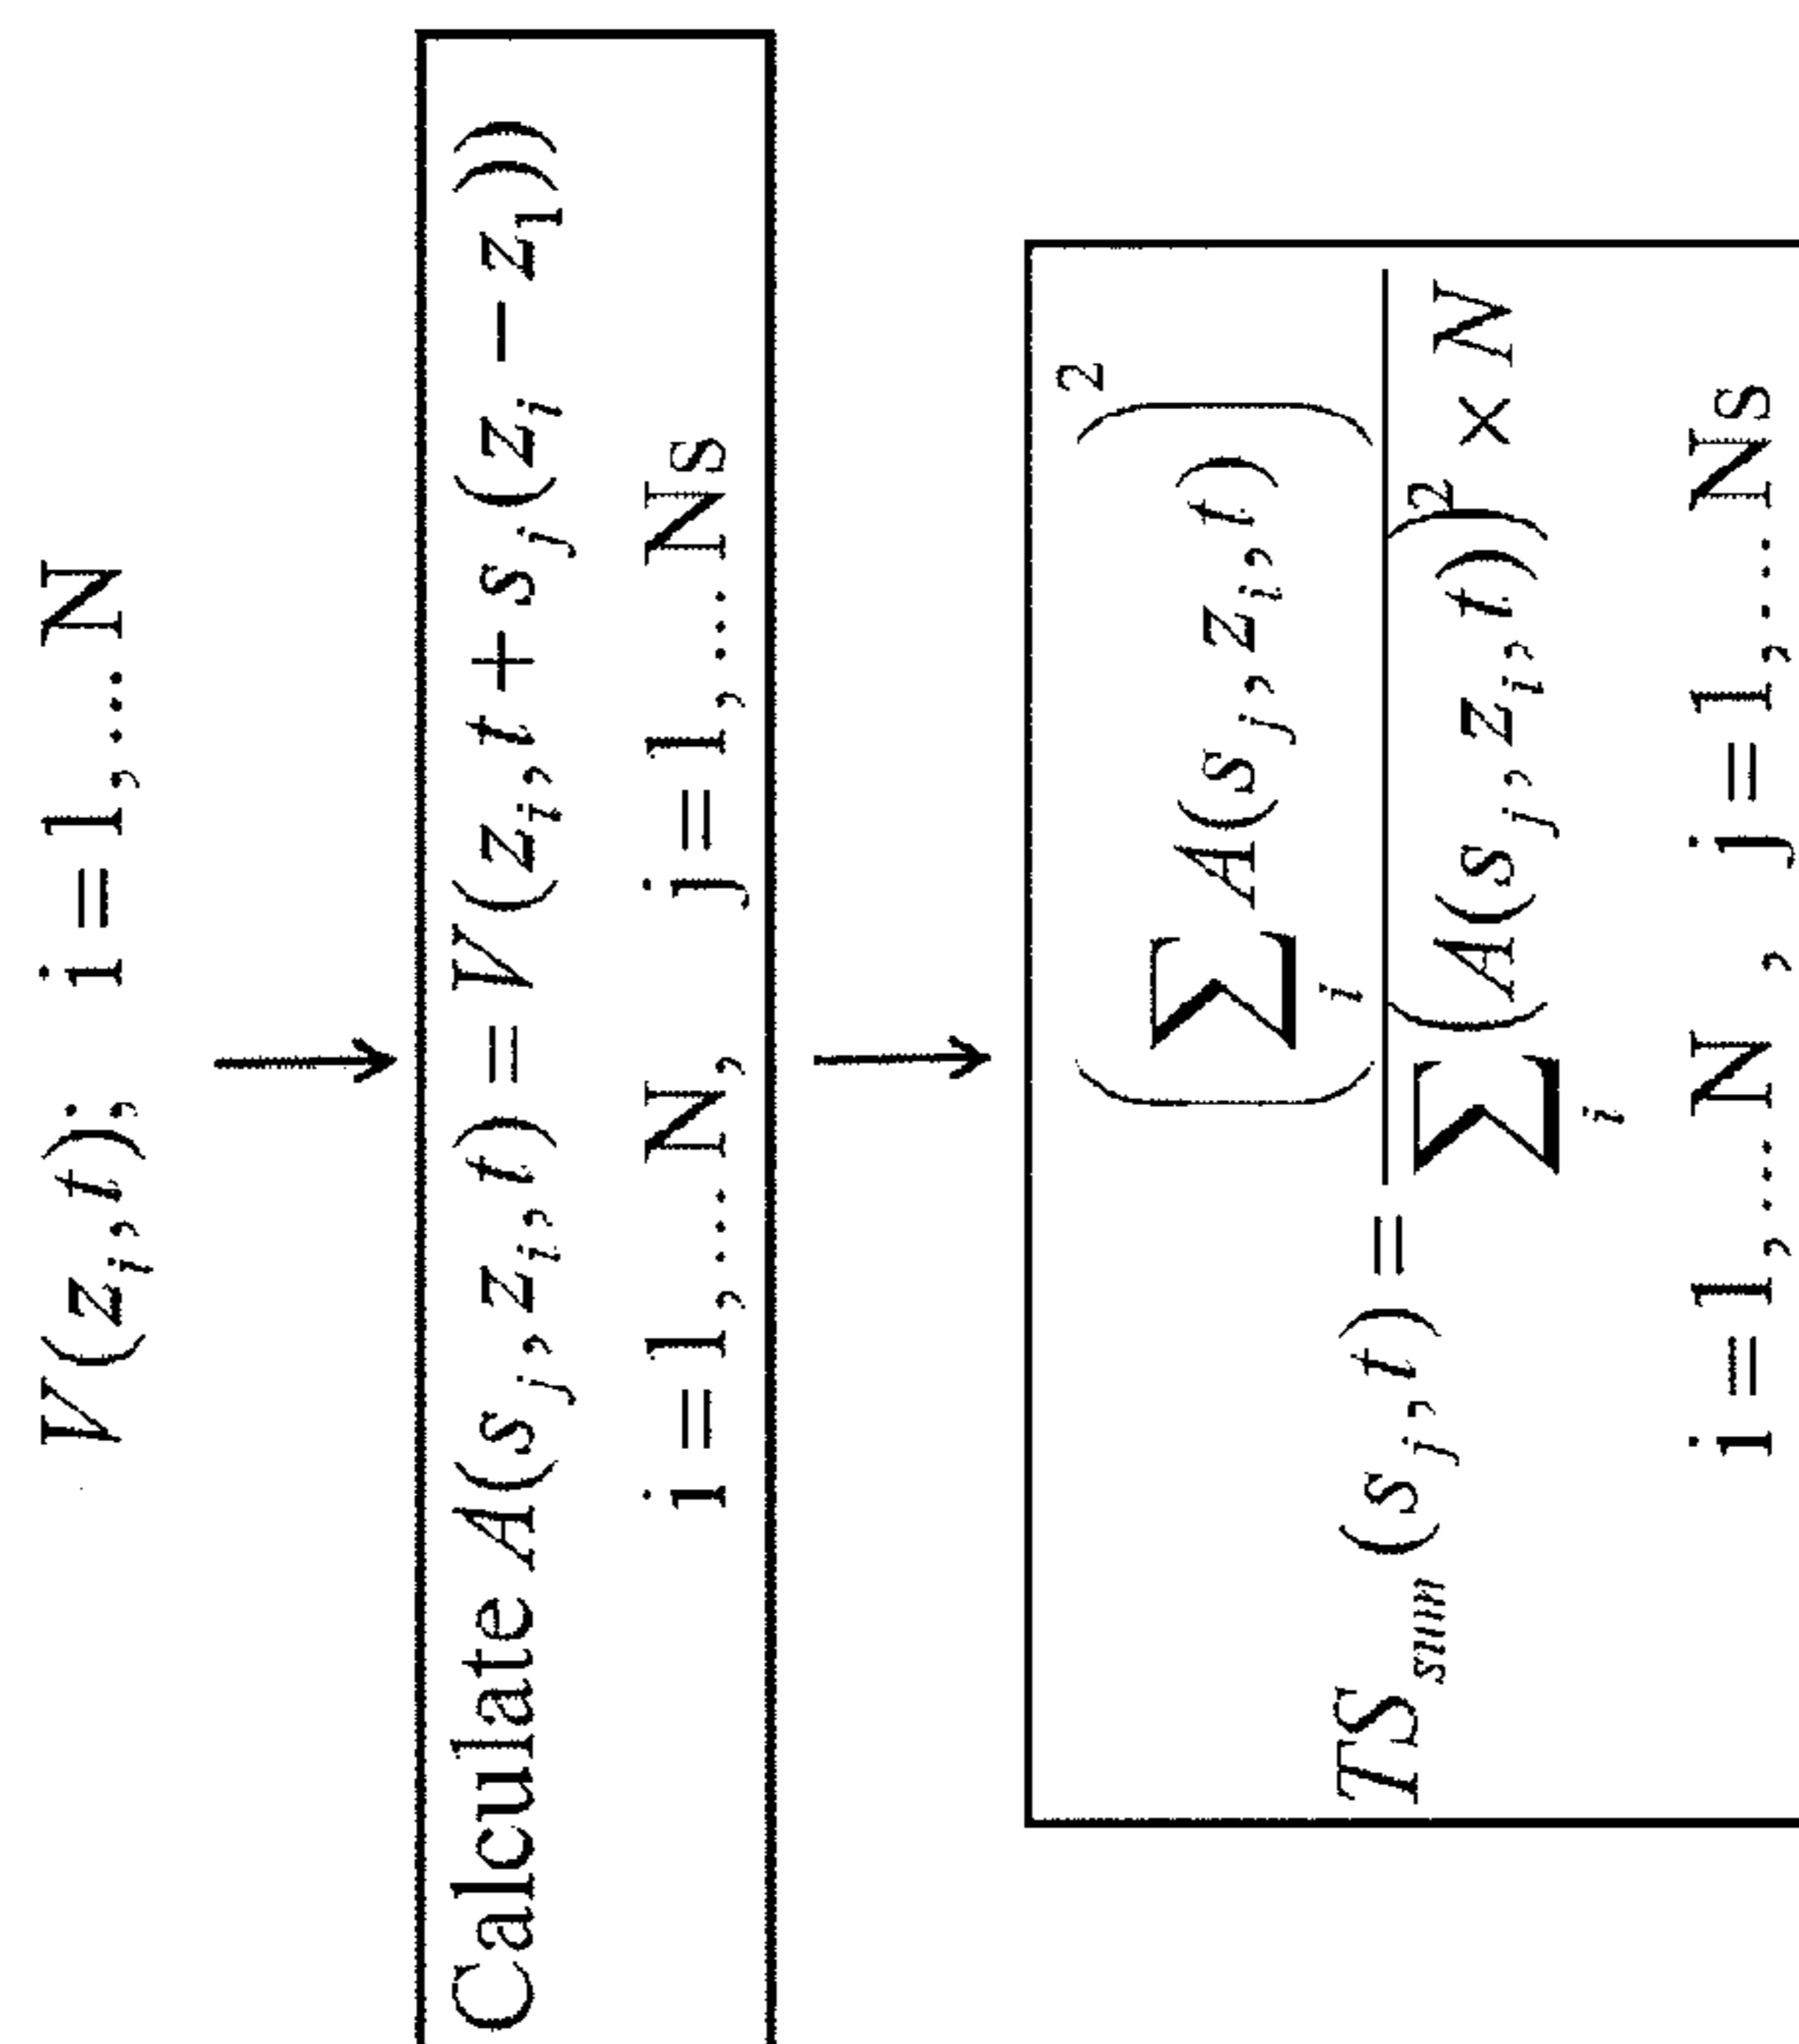 V(z_i, t); i = 1,... N
Calculate A(s_j, z_i, t) = V(z_i, t + s_j(z_i − z_1))
i = 1,... N, j = 1,... Ns
TS_sum(s_j, t) = (∑_i A(s_j, z_i, t))^2 / ∑_i (A(s_j, z_i, t))^2 × N
i = 1,... N , j = 1,... Ns